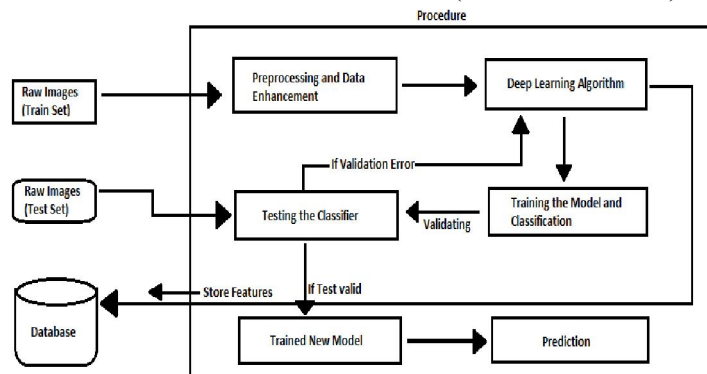 Procedure
Raw Images
(Train Set)
Preprocessing and Data
Enhancement
Deep Learning Algorithm
If Validation Error
Raw Images
(Test Set)
Testing the Classifier
Validating
Training the Model and
Classification
Store Features
If Test valid
Database
Trained New Model
Prediction